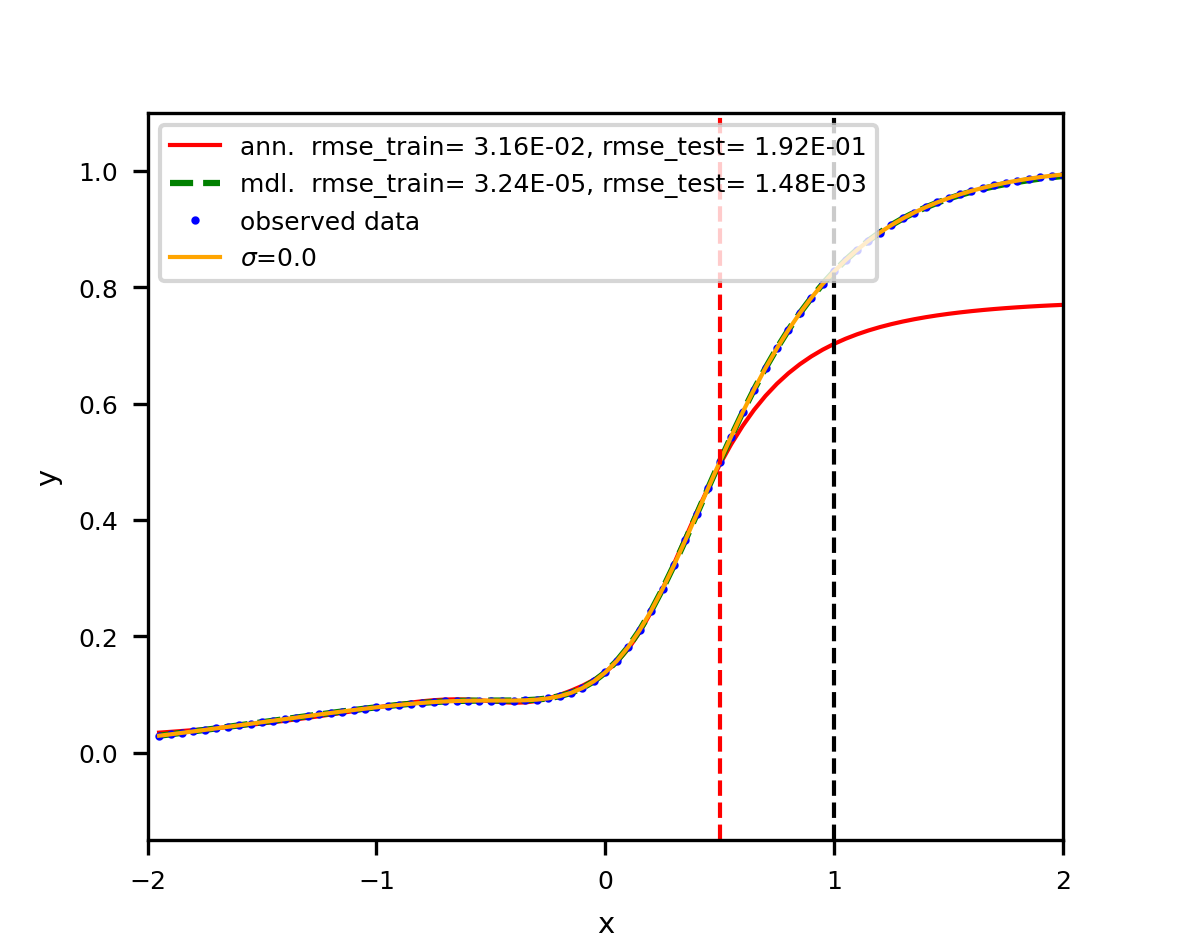 ann.  rmse_train= 3.16E-02, rmse_test= 1.92E-01
mdl.  rmse_train= 3.24E-05, rmse_test= 1.48E-03
observed data
σ=0.0
1.0
0.8
0.6
0.4
0.2
0.0
y
−2 −1 0 1 2
x